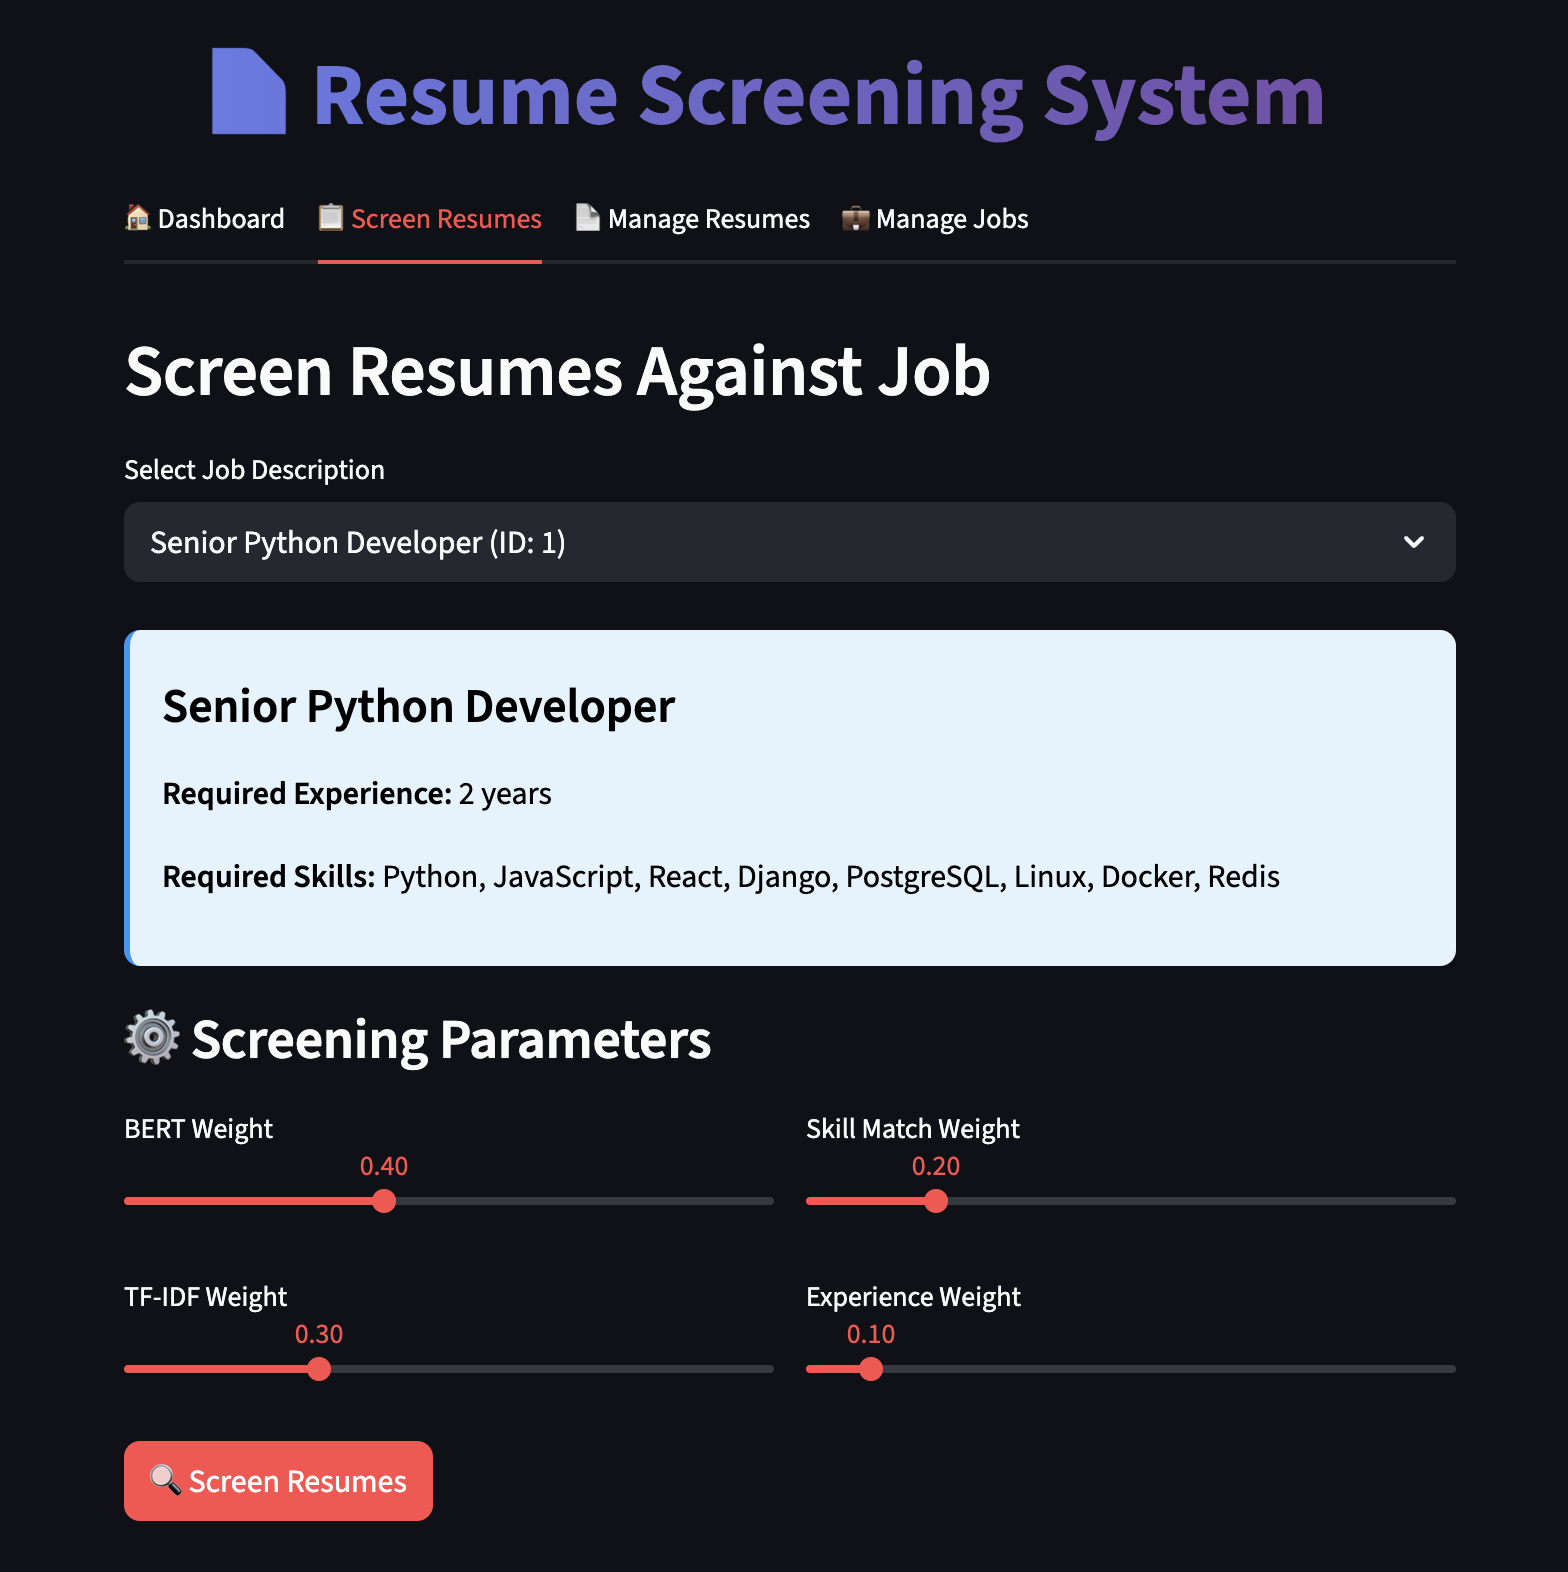 Resume Screening System
Dashboard
Screen Resumes
Manage Resumes
Manage Jobs
Screen Resumes Against Job
Select Job Description
Senior Python Developer (ID: 1)
Senior Python Developer
Required Experience: 2 years
Required Skills: Python, JavaScript, React, Django, PostgreSQL, Linux, Docker, Redis
Screening Parameters
BERT Weight
0.40
Skill Match Weight
0.20
TF-IDF Weight
0.30
Experience Weight
0.10
Screen Resumes